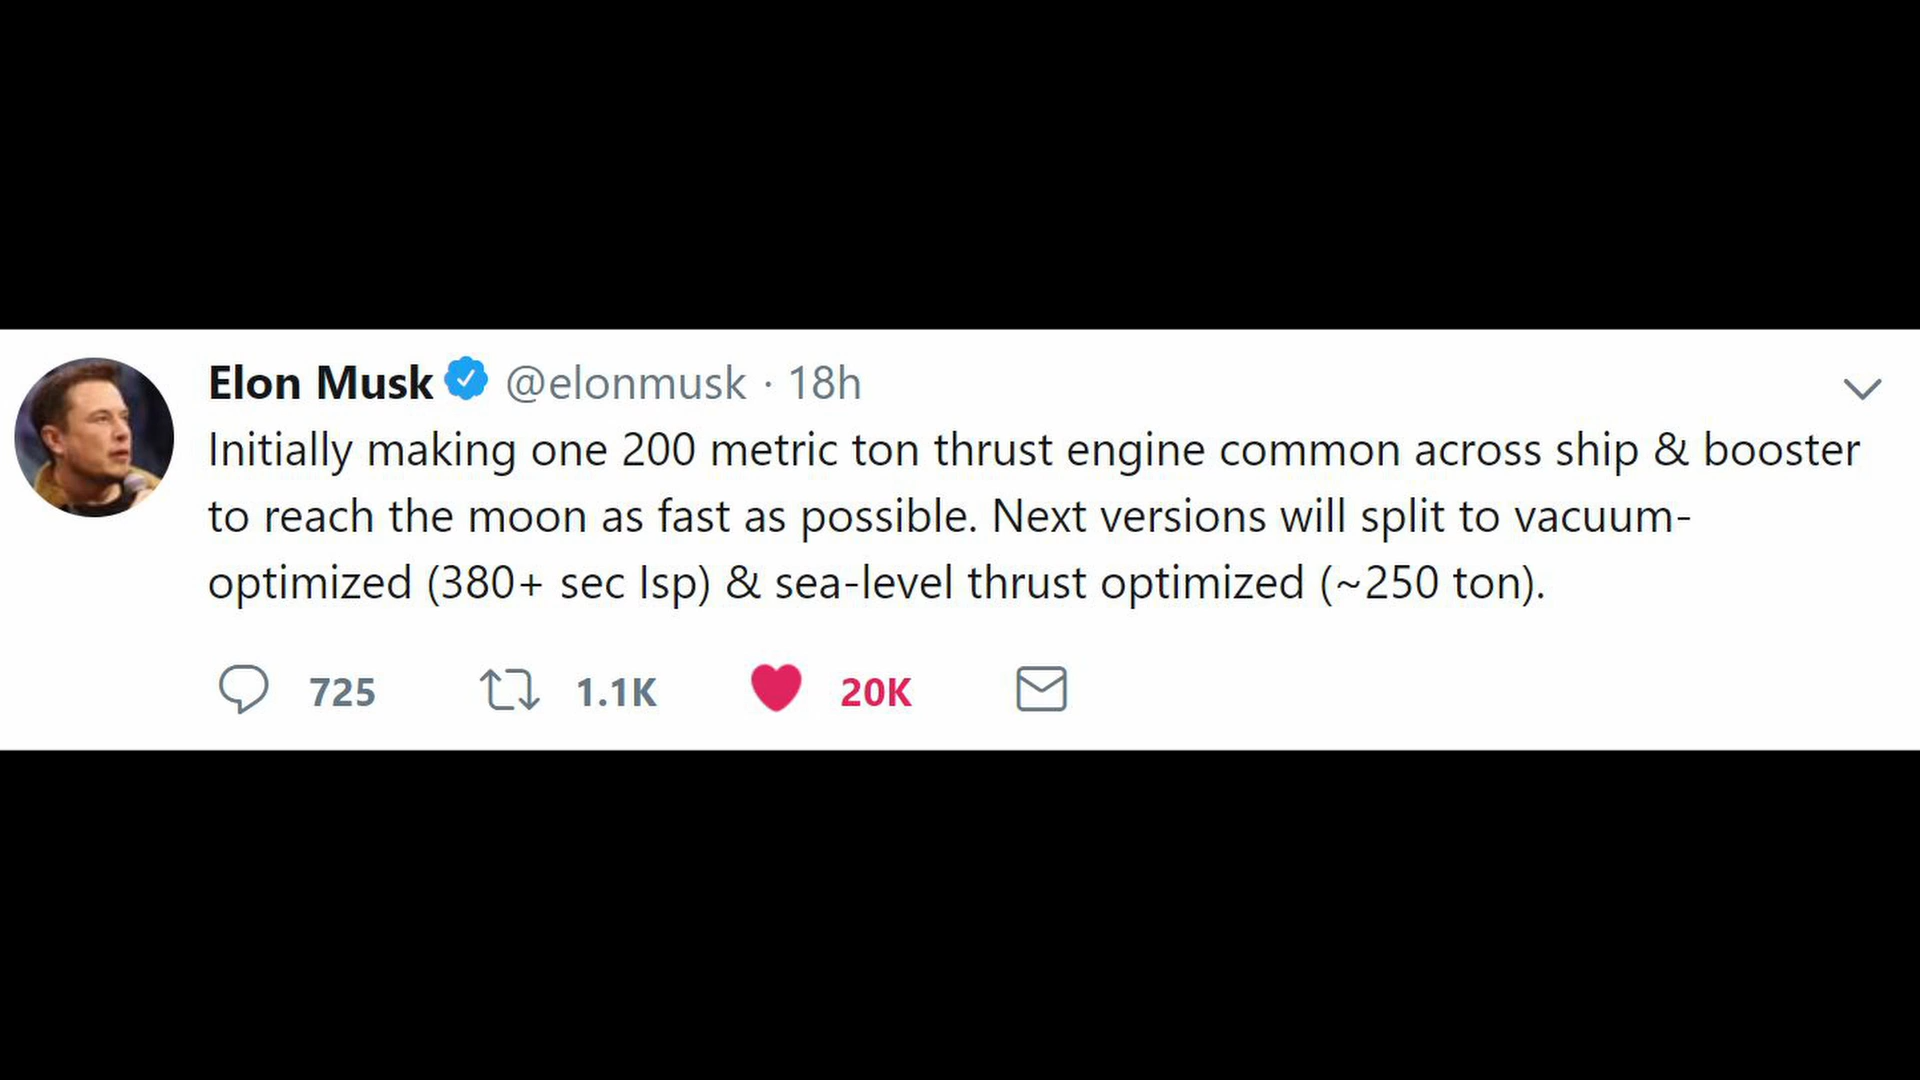 Elon Musk @elonmusk · 18h
Initially making one 200 metric ton thrust engine common across ship & booster
to reach the moon as fast as possible. Next versions will split to vacuum-
optimized (380+ sec Isp) & sea-level thrust optimized (~250 ton).
725 1.1K 20K